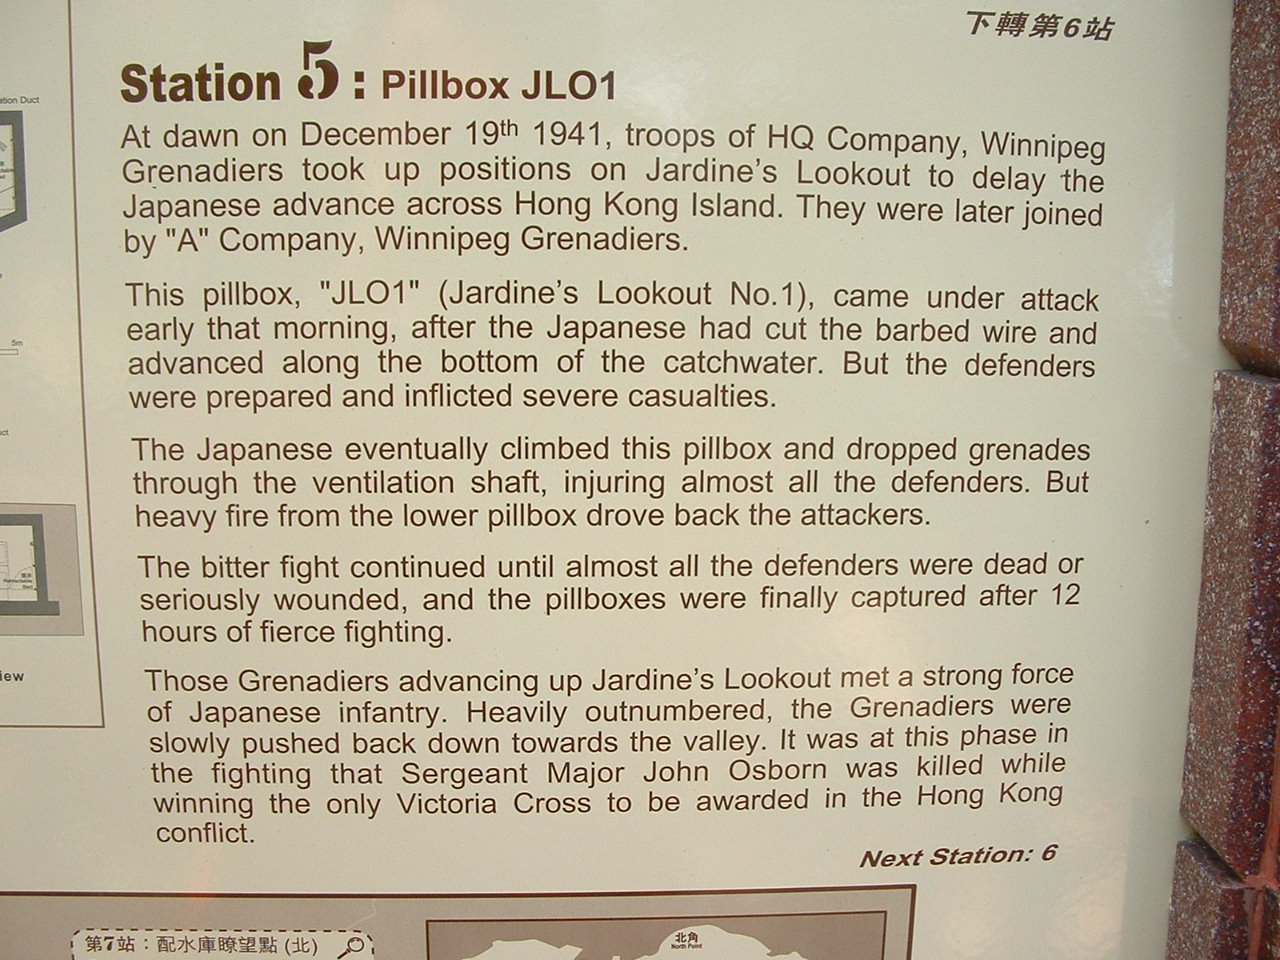 下轉第6站
Station 5 : Pillbox JLO1
At dawn on December 19th 1941, troops of HQ Company, Winnipeg
Grenadiers took up positions on Jardine's Lookout to delay the
Japanese advance across Hong Kong Island. They were later joined
by "A" Company, Winnipeg Grenadiers.
This pillbox, "JLO1" (Jardine's Lookout No.1), came under attack
early that morning, after the Japanese had cut the barbed wire and
advanced along the bottom of the catchwater. But the defenders
were prepared and inflicted severe casualties.
The Japanese eventually climbed this pillbox and dropped grenades
through the ventilation shaft, injuring almost all the defenders. But
heavy fire from the lower pillbox drove back the attackers.
The bitter fight continued until almost all the defenders were dead or
seriously wounded, and the pillboxes were finally captured after 12
hours of fierce fighting.
Those Grenadiers advancing up Jardine's Lookout met a strong force
of Japanese infantry. Heavily outnumbered, the Grenadiers were
slowly pushed back down towards the valley. It was at this phase in
the fighting that Sergeant Major John Osborn was killed while
winning the only Victoria Cross to be awarded in the Hong Kong
conflict.
Next Station: 6
Duct
5m
第7站：配水庫瞭望點 (北)
北角
North Point